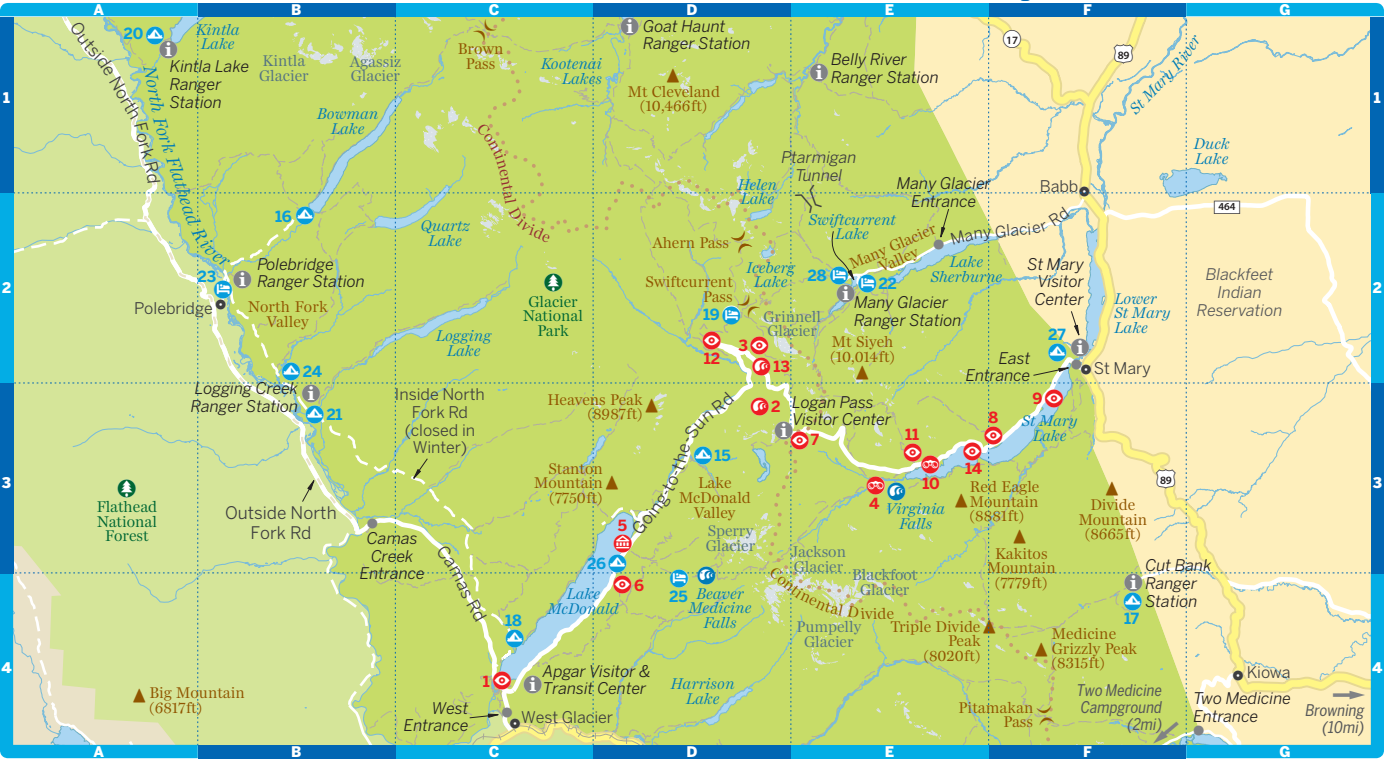 A
B
C
D
E
F
G
1
2
3
4
20
Kintla
Lake
Kintla Lake
Ranger
Station
Outside North Fork Rd
North Fork Flathead River
Kintla
Glacier
Agassiz
Glacier
Brown
Pass
Bowman
Lake
Kootenai
Lakes
Goat Haunt
Ranger Station
Mt Cleveland
(10,466ft)
Belly River
Ranger Station
17
89
St Mary River
Duck
Lake
Continental Divide
Ptarmigan
Tunnel
Helen
Lake
Many Glacier
Entrance
Babb
464
16
Quartz
Lake
Ahern Pass
Swiftcurrent
Lake
Many Glacier
Valley
Many Glacier Rd
Lake
Sherburne
Iceberg
Lake
28
22
Many Glacier
Ranger Station
St Mary
Visitor
Center
Lower
St Mary
Lake
Blackfeet
Indian
Reservation
23
Polebridge
Ranger Station
Polebridge
North Fork
Valley
Glacier
National
Park
Swiftcurrent
Pass
19
Grinnell
Glacier
Mt Siyeh
(10,014ft)
Logging
Lake
12
3
13
27
East
Entrance
St Mary
24
Logging Creek
Ranger Station
21
Inside North
Fork Rd
(closed in
Winter)
Heavens Peak
(8987ft)
2
Logan Pass
Visitor Center
7
9
St Mary
Lake
8
11
10
14
4
Virginia
Falls
Red Eagle
Mountain
(8881ft)
Going-to-the-Sun Rd
15
Lake
McDonald
Valley
Stanton
Mountain
(7750ft)
Flathead
National
Forest
Outside North
Fork Rd
Camas
Creek
Entrance
Camas Rd
5
26
6
Sperry
Glacier
Jackson
Glacier
Blackfoot
Glacier
Kakitos
Mountain
(7779ft)
Divide
Mountain
(8665ft)
89
Cut Bank
Ranger
Station
17
Lake
McDonald
25
Beaver
Medicine
Falls
Continental Divide
Pumpelly
Glacier
Triple Divide
Peak
(8020ft)
Medicine
Grizzly Peak
(8315ft)
18
1
Apgar Visitor &
Transit Center
Harrison
Lake
West
Entrance
West Glacier
Big Mountain
(6817ft)
Pitamakan
Pass
Two Medicine
Campground
(2mi)
Kiowa
Two Medicine
Entrance
Browning
(10mi)
1
2
3
4
A
B
C
D
E
F
G